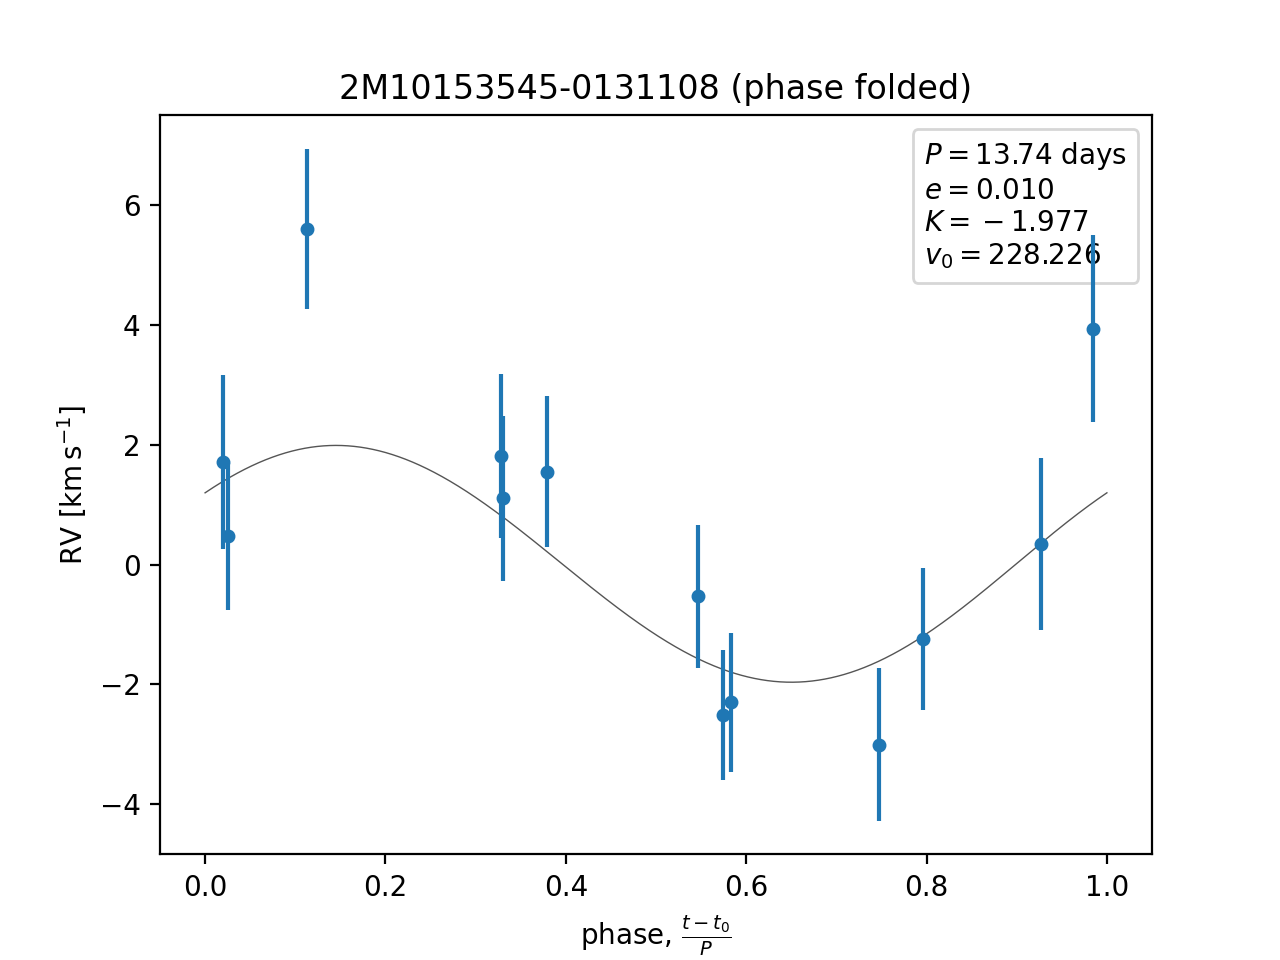 2M10153545-0131108 (phase folded)
P = 13.74 days
e = 0.010
K = −1.977
v₀ = 228.226
RV [km s⁻¹]
6
4
2
0
−2
−4
0.0 0.2 0.4 0.6 0.8 1.0
phase, (t − t₀)/P